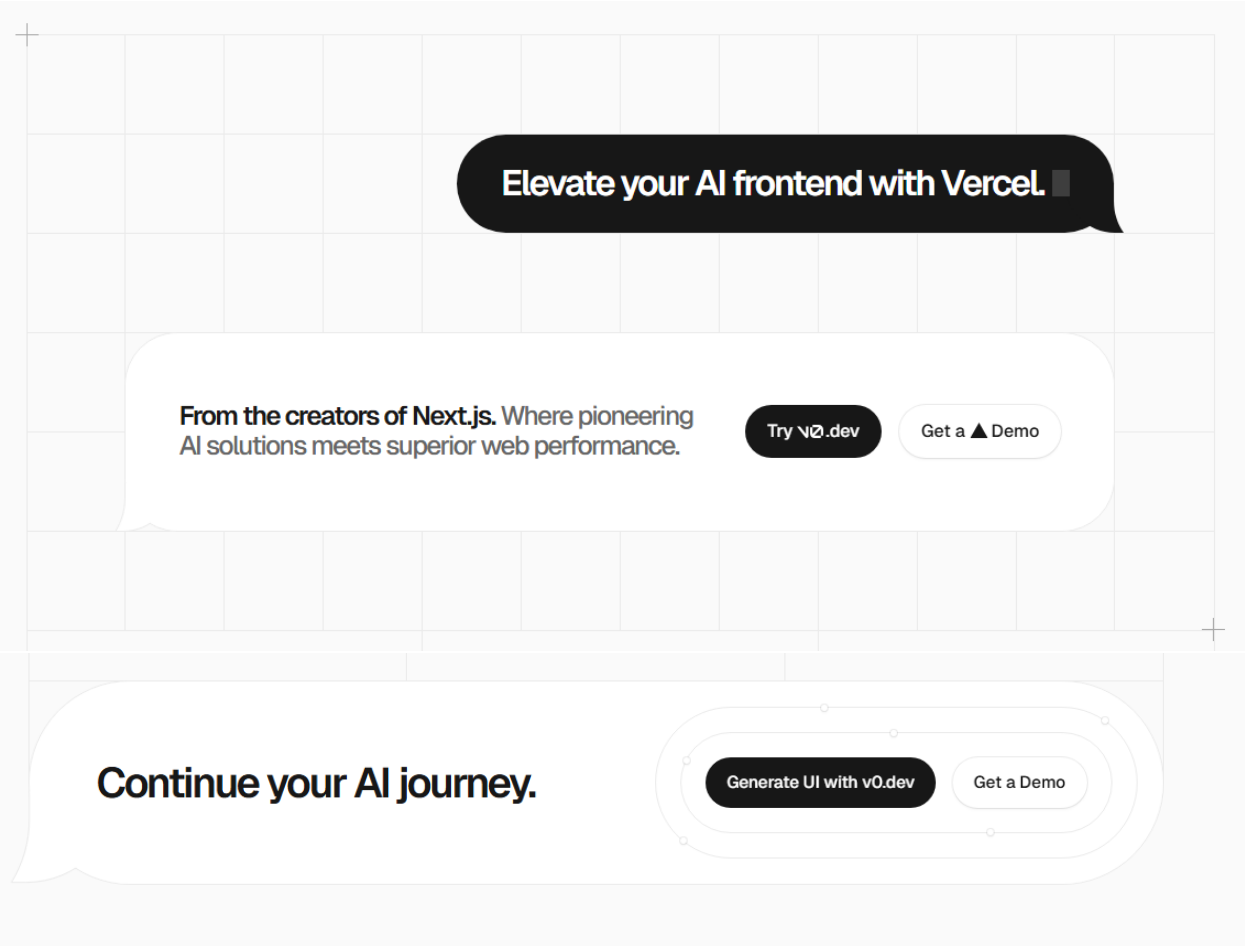 Elevate your AI frontend with Vercel.
From the creators of Next.js. Where pioneering
AI solutions meets superior web performance.
Try v0.dev
Get a ▲ Demo
Continue your AI journey.
Generate UI with v0.dev
Get a Demo